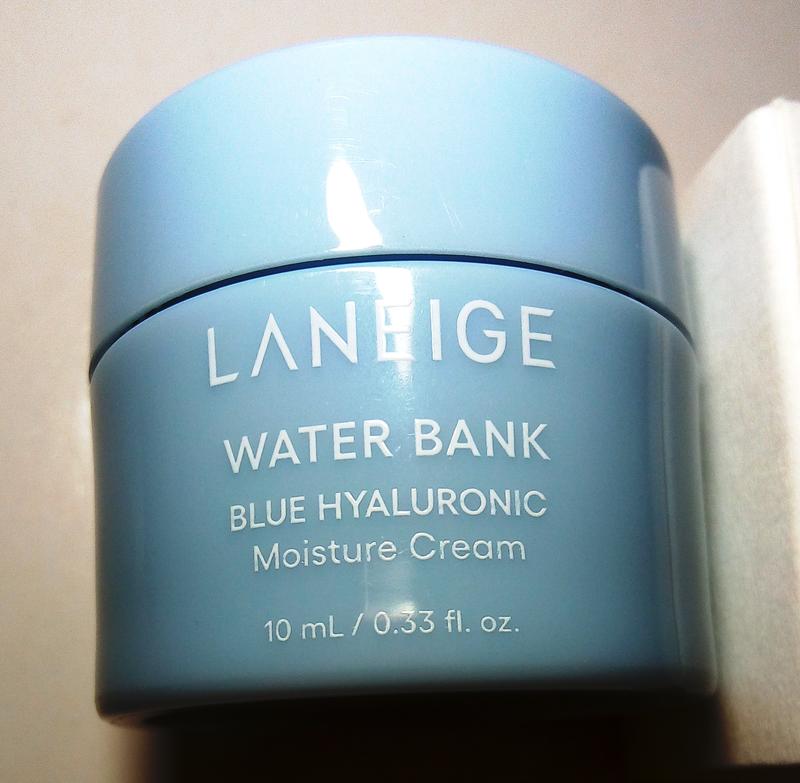 LANEIGE
WATER BANK
BLUE HYALURONIC
Moisture Cream
10 mL / 0.33 fl. oz.